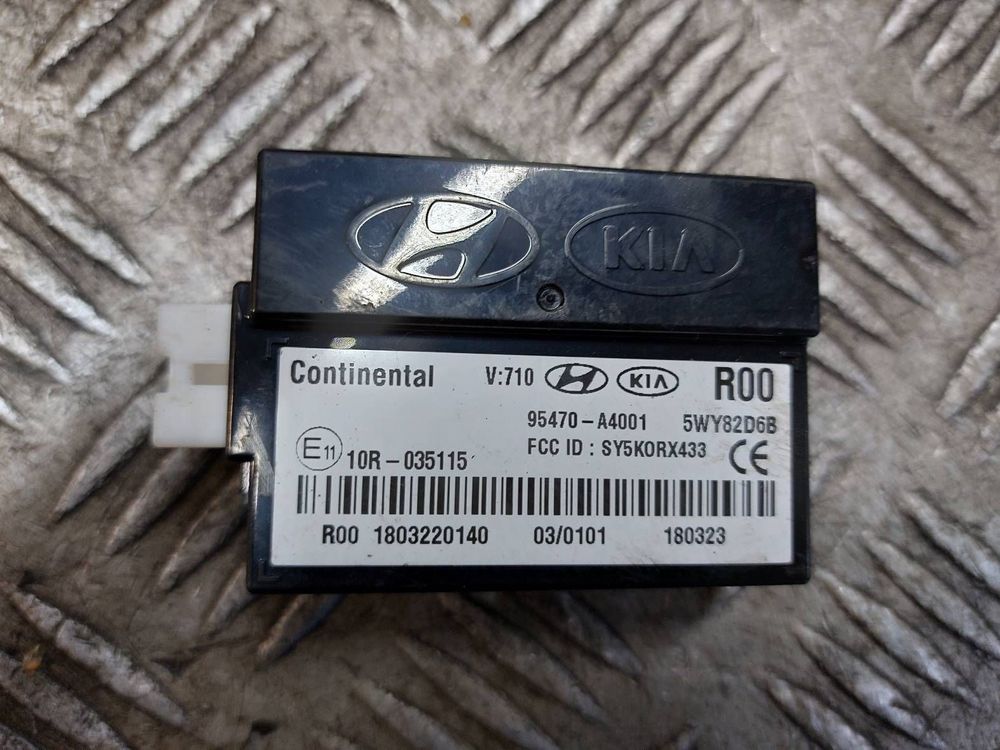 KIA
Continental V:710 KIA R00
95470-A4001 5WY82D6B
FCC ID : SY5KORX433 CE
E11 10R-035115
R00 1803220140 03/0101 180323